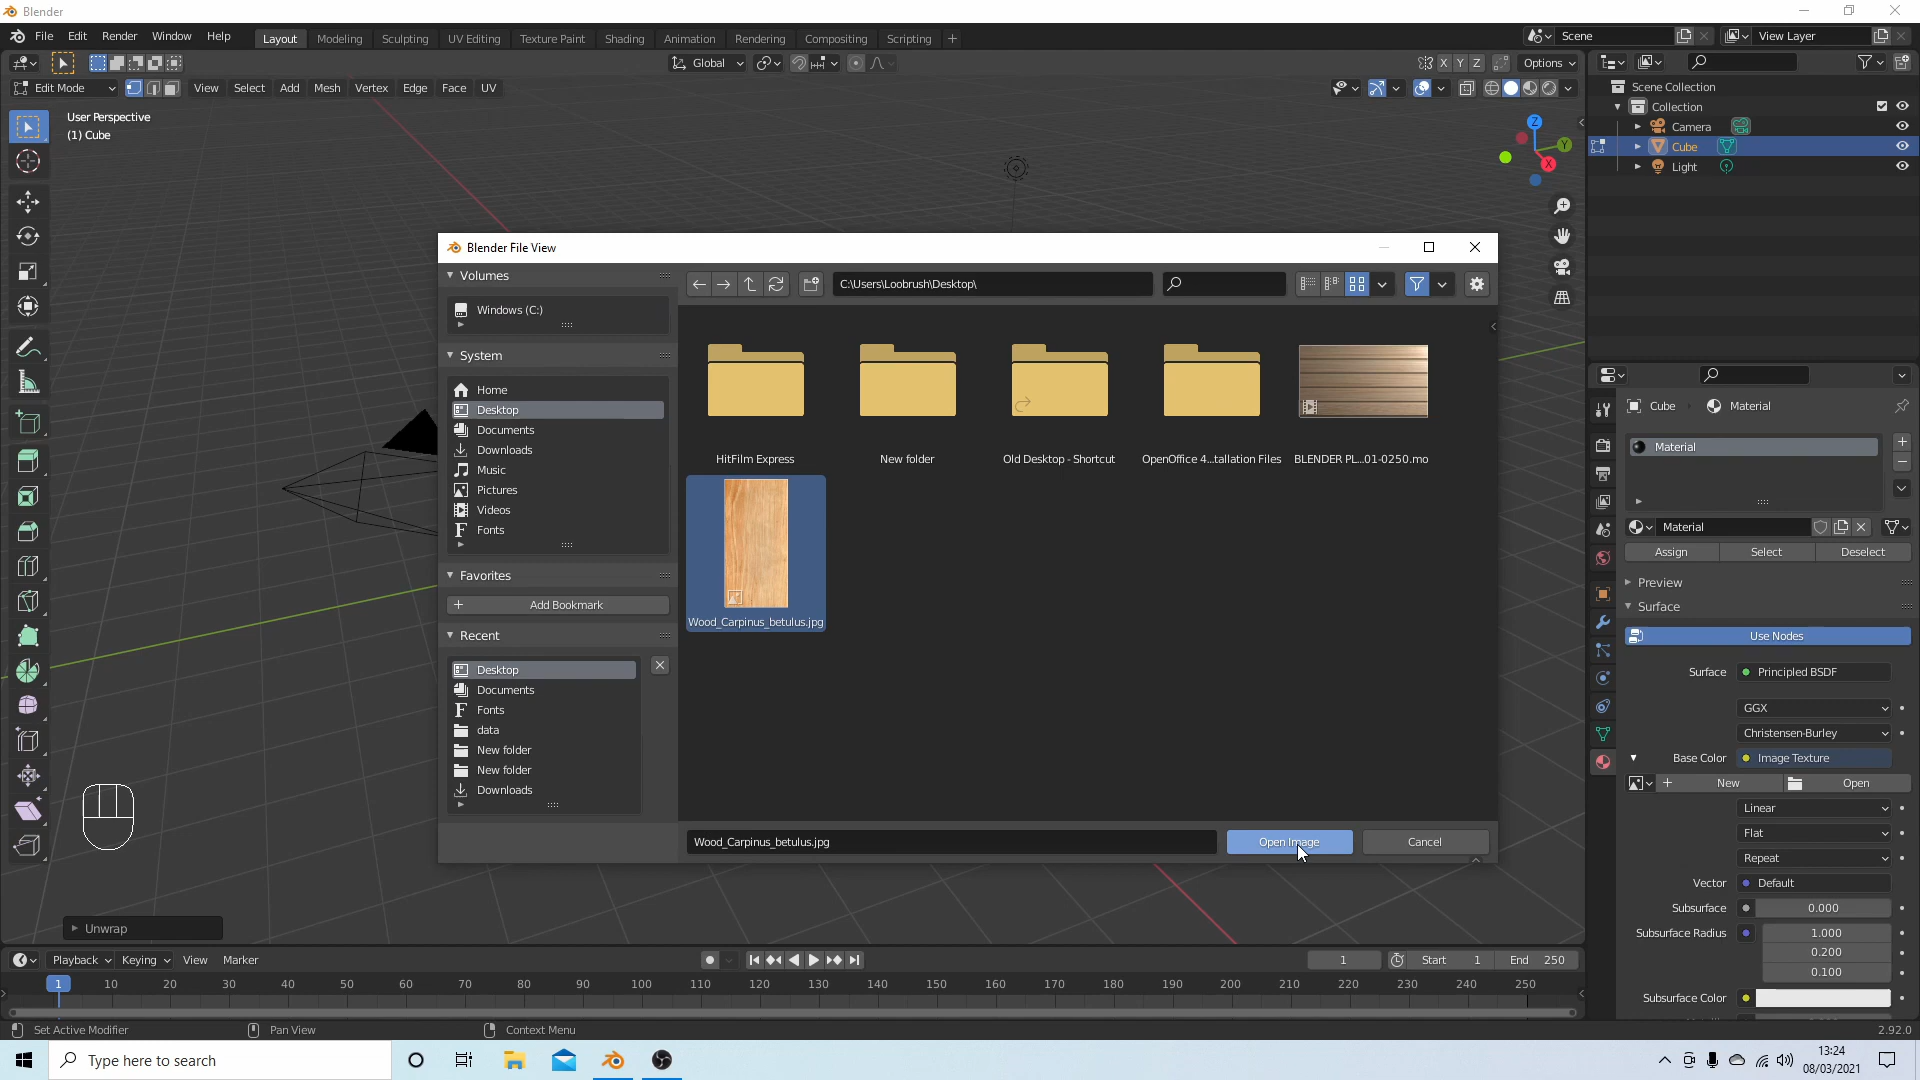 Blender
File Edit Render Window Help Layout Modeling Sculpting UV Editing Texture Paint Shading Animation Rendering Compositing Scripting + Scene View Layer
Global Options
Edit Mode View Select Add Mesh Vertex Edge Face UV X Y Z
User Perspective
(1) Cube
Z
Y
X
Scene Collection
Collection
Camera
Cube
Light
Blender File View
Volumes
Windows (C:)
System
Home
Desktop
Documents
Downloads
Music
Pictures
Videos
Fonts
Favorites
Add Bookmark
Recent
Desktop
Documents
Fonts
data
New folder
New folder
Downloads
C:\Users\Loobrush\Desktop\
HitFilm Express New folder Old Desktop - Shortcut OpenOffice 4...tallation Files BLENDER PL...01-0250.mo
Wood_Carpinus_betulus.jpg
Wood_Carpinus_betulus.jpg Open Image Cancel
Cube Material
Material
Material
Assign Select Deselect
Preview
Surface
Use Nodes
Surface Principled BSDF
GGX
Christensen-Burley
Base Color Image Texture
New Open
Linear
Flat
Repeat
Vector Default
Subsurface 0.000
Subsurface Radius 1.000
0.200
0.100
Subsurface Color
Unwrap
Playback Keying View Marker 1 Start 1 End 250
1 10 20 30 40 50 60 70 80 90 100 110 120 130 140 150 160 170 180 190 200 210 220 230 240 250
Set Active Modifier Pan View Context Menu 2.92.0
Type here to search 13:24
08/03/2021